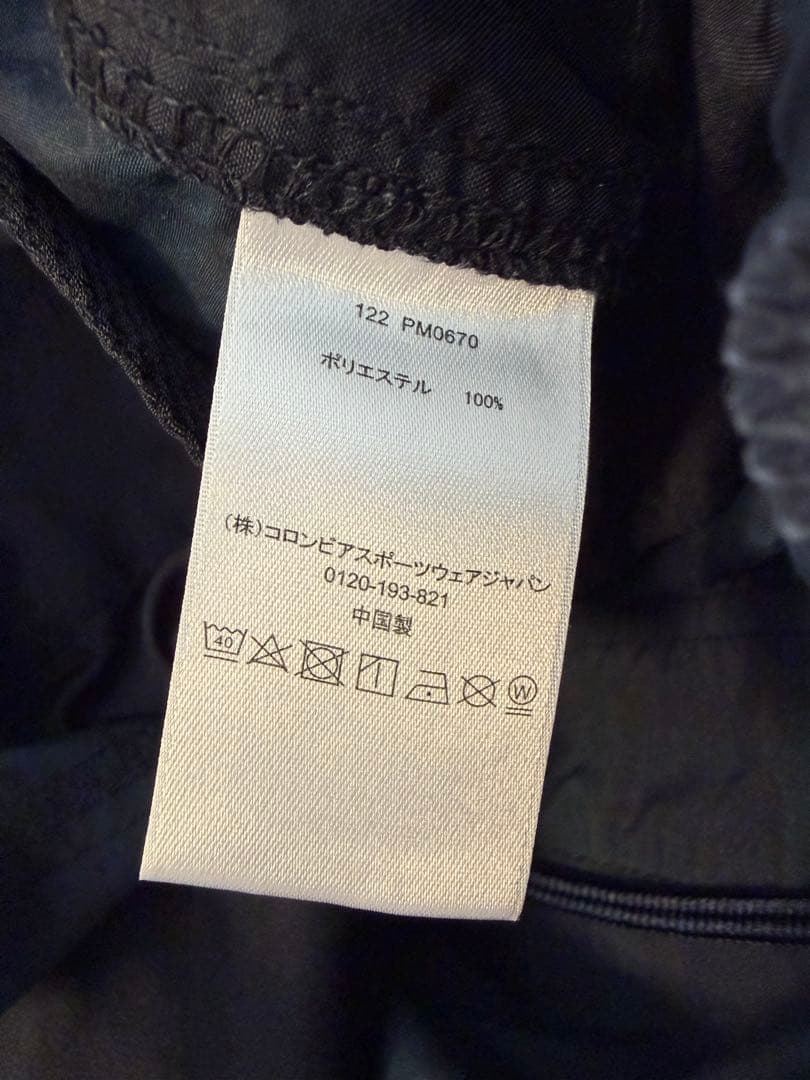 122 PM0670
ポリエステル 100%
(株)コロンビアスポーツウェアジャパン
0120-193-821
中国製
40 W